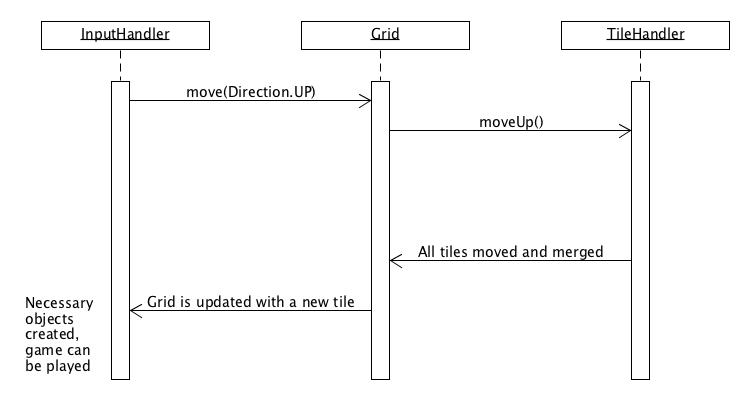 InputHandler
Grid
TileHandler
move(Direction.UP)
moveUp()
All tiles moved and merged
Grid is updated with a new tile
Necessary
objects
created,
game can
be played